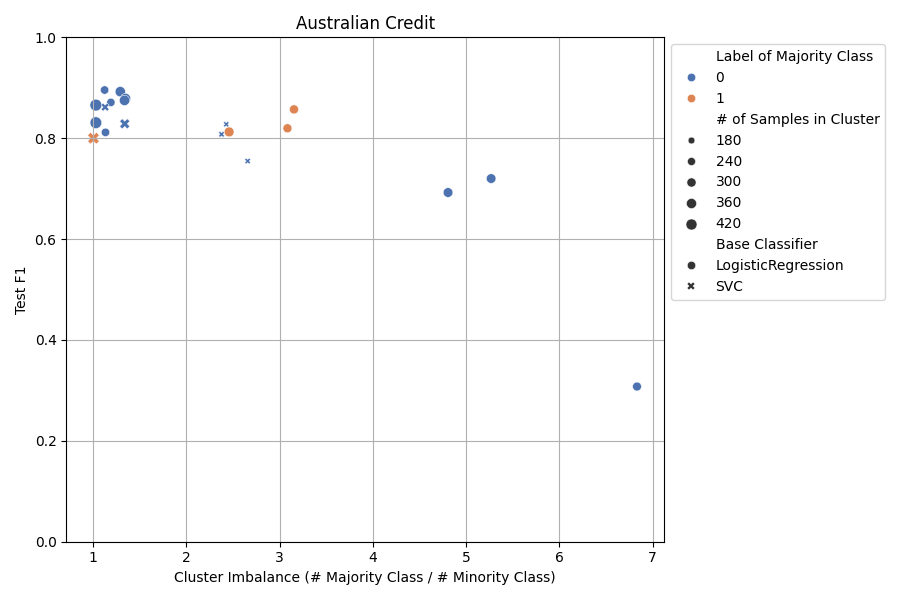 Australian Credit
Test F1
1.0
0.8
0.6
0.4
0.2
0.0
1 2 3 4 5 6 7
Cluster Imbalance (# Majority Class / # Minority Class)
Label of Majority Class
0
1
# of Samples in Cluster
180
240
300
360
420
Base Classifier
LogisticRegression
SVC